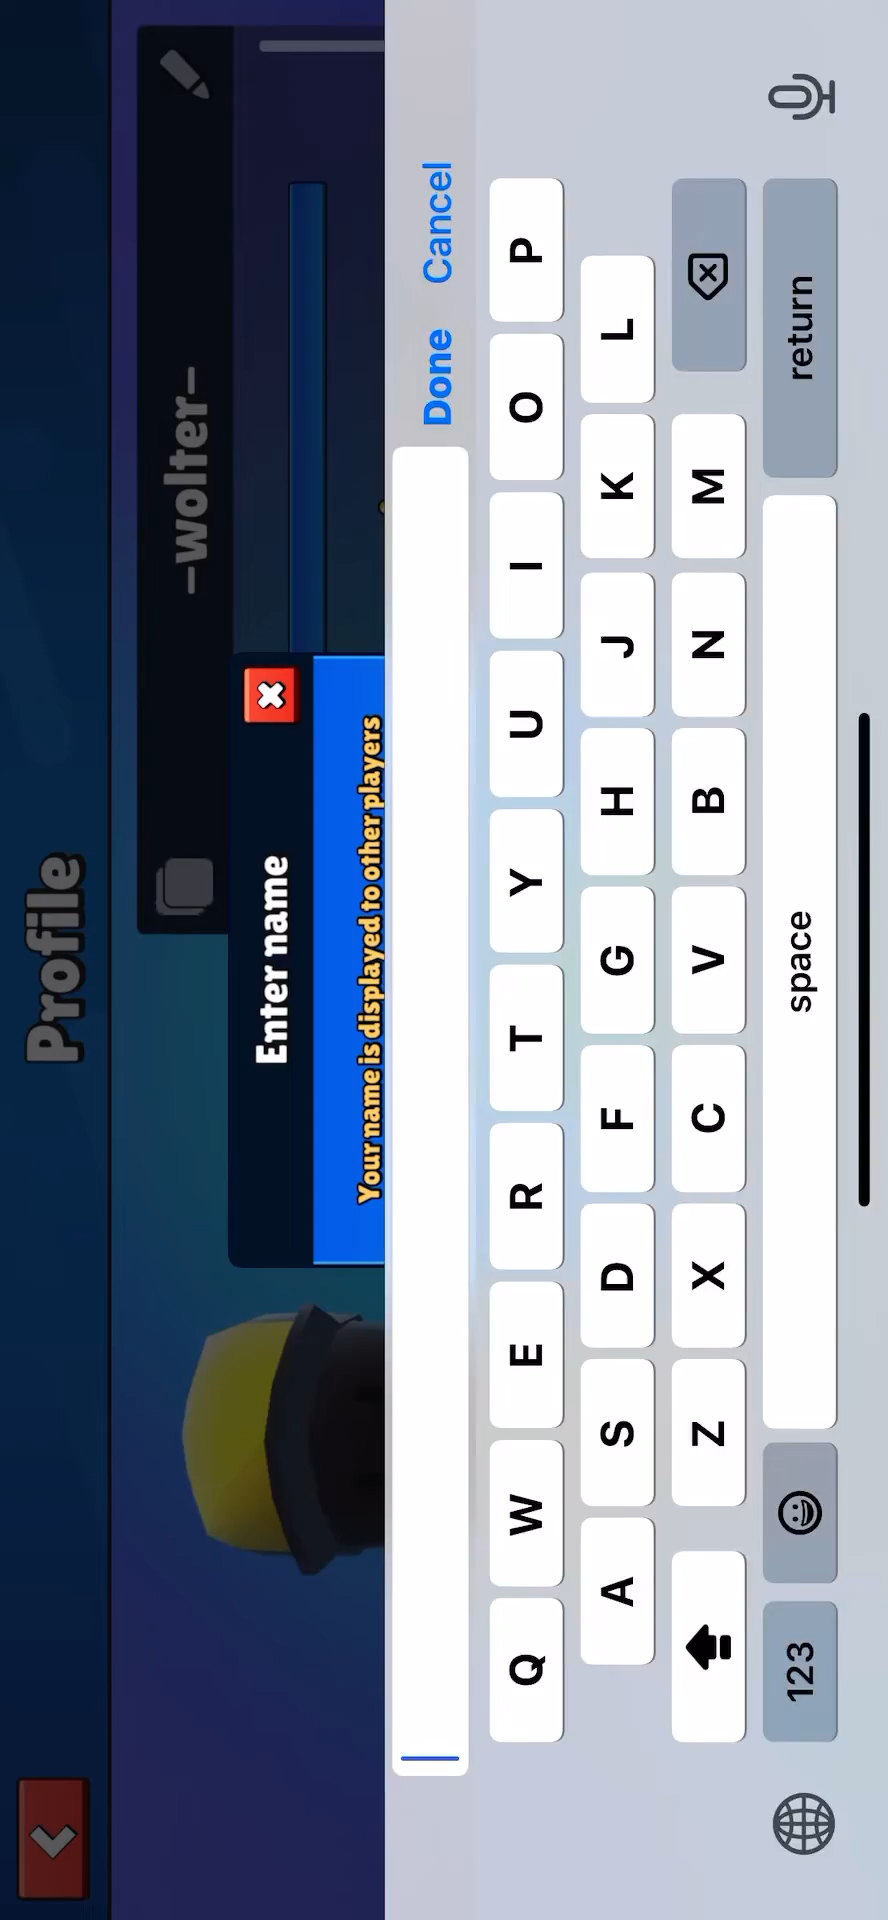 Profile
–wolter–
Enter name
Your name is displayed to other players
Done Cancel
Q W E R T Y U I O P
A S D F G H J K L
Z X C V B N M
123 space return